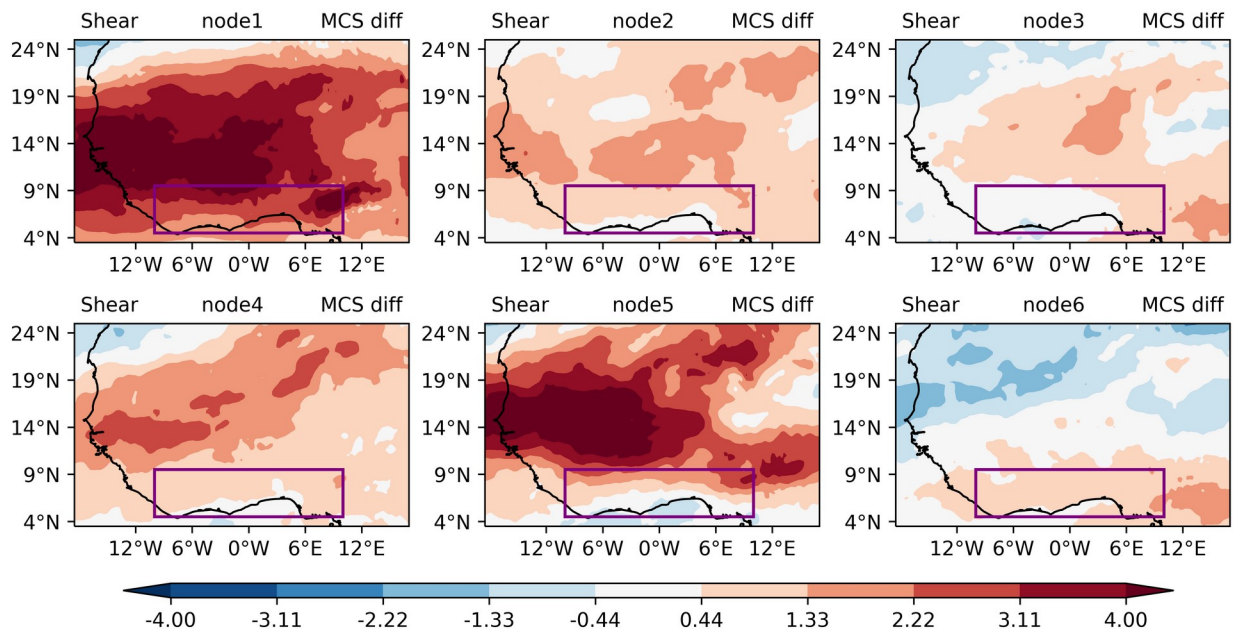 Shear node1 MCS diff
Shear node2 MCS diff
Shear node3 MCS diff
24°N
19°N
14°N
9°N
4°N
12°W 6°W 0°W 6°E 12°E
12°W 6°W 0°W 6°E 12°E
12°W 6°W 0°W 6°E 12°E
Shear node4 MCS diff
Shear node5 MCS diff
Shear node6 MCS diff
24°N
19°N
14°N
9°N
4°N
24°N
19°N
14°N
9°N
4°N
24°N
19°N
14°N
9°N
4°N
24°N
19°N
14°N
9°N
4°N
24°N
19°N
14°N
9°N
4°N
12°W 6°W 0°W 6°E 12°E
12°W 6°W 0°W 6°E 12°E
12°W 6°W 0°W 6°E 12°E
-4.00 -3.11 -2.22 -1.33 -0.44 0.44 1.33 2.22 3.11 4.00